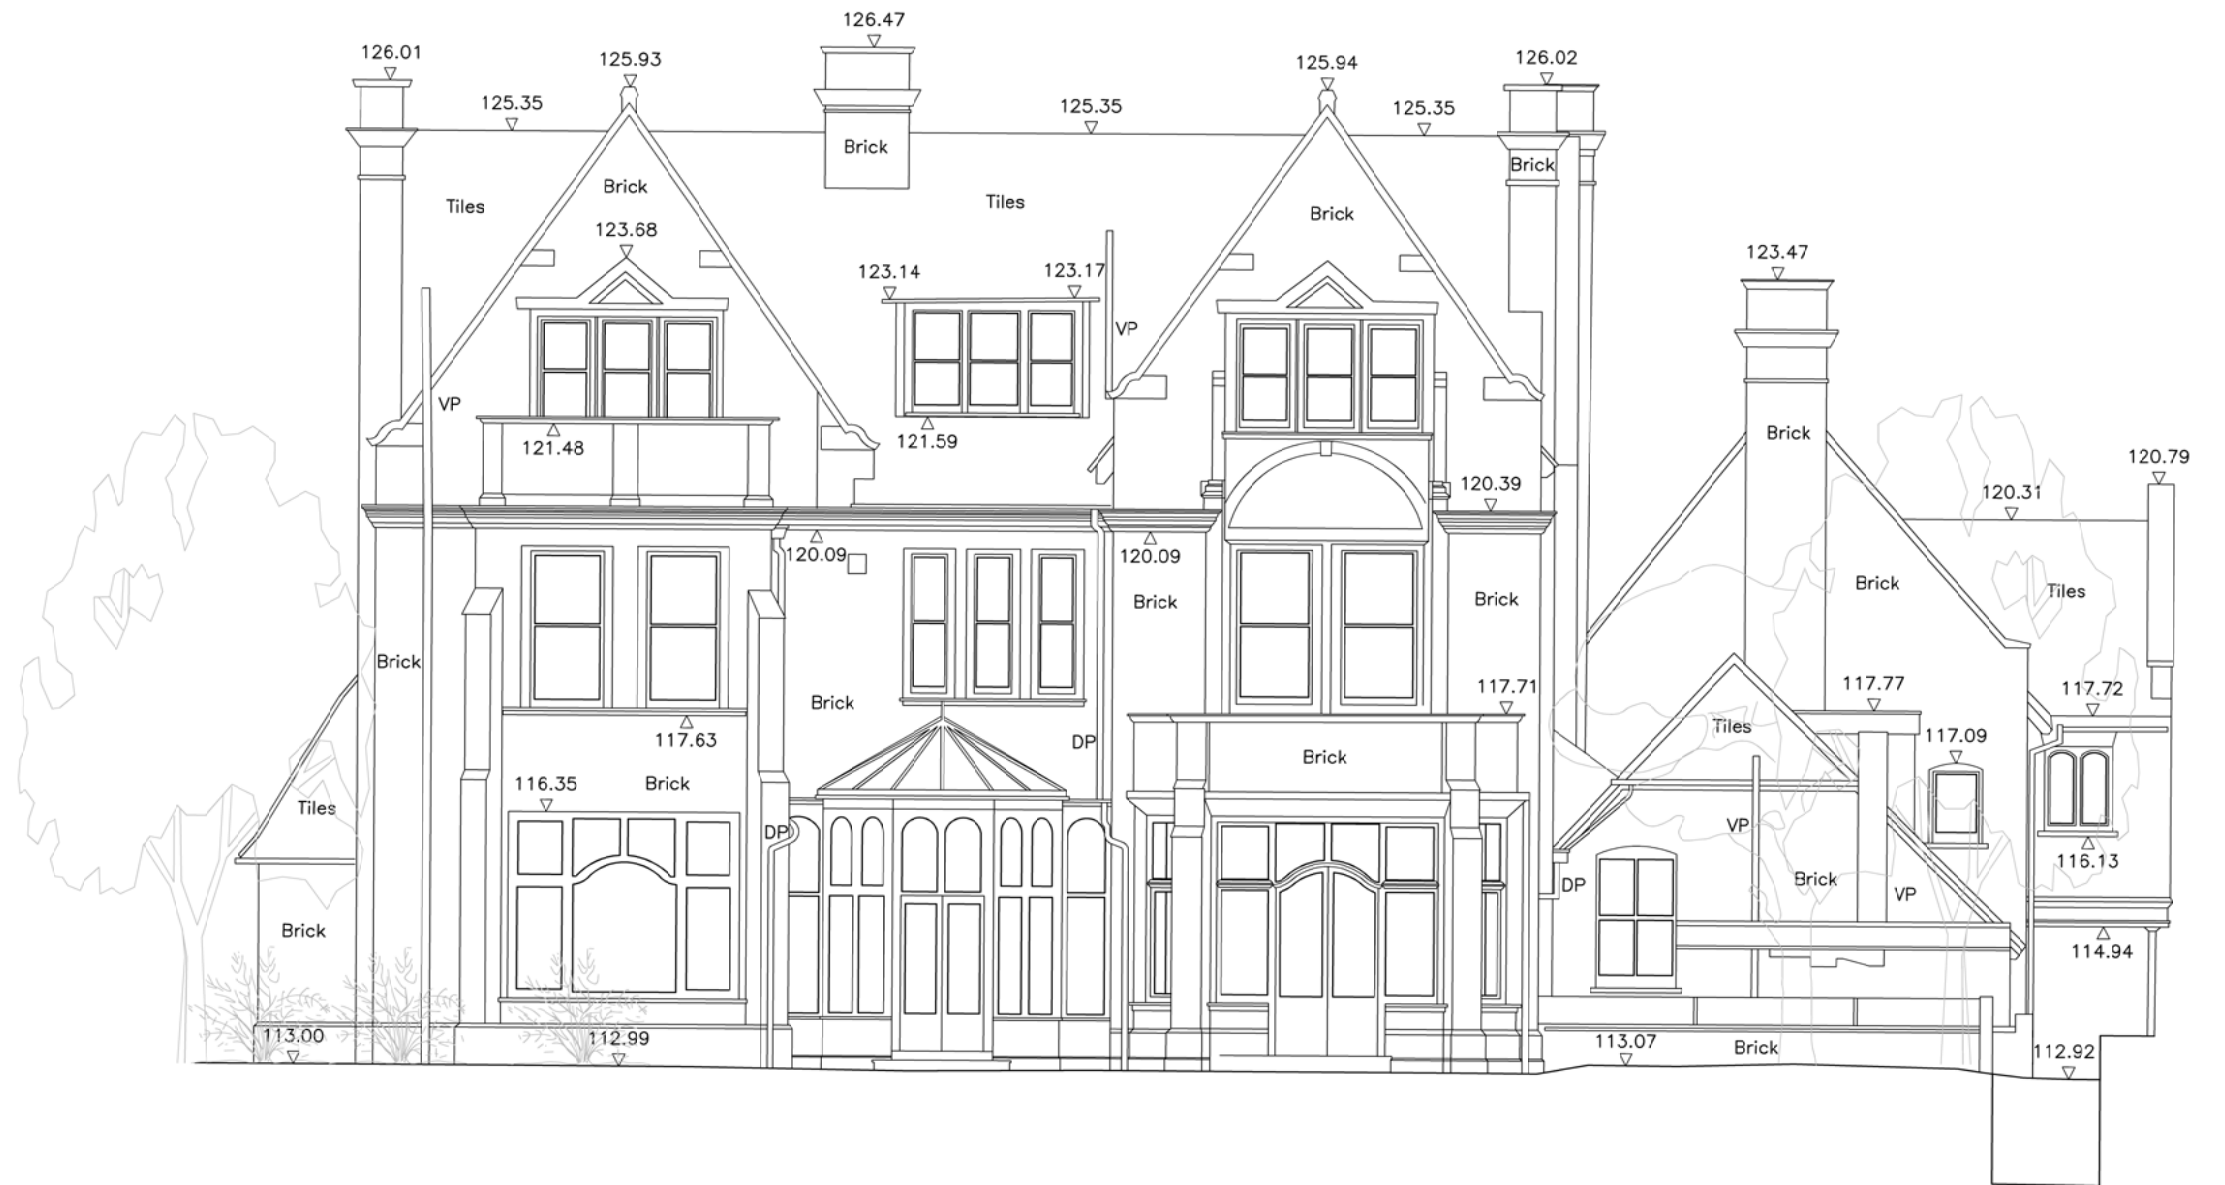 126.47
126.01
125.93
125.94
126.02
125.35
125.35
125.35
Brick
Brick
Brick
Tiles
Tiles
Brick
123.68
123.14
123.17
123.47
VP
VP
121.48
121.59
Brick
120.79
120.39
120.31
120.09
120.09
Brick
Brick
Brick
Tiles
Brick
Brick
117.63
DP
117.71
117.77
117.72
Tiles
117.09
Brick
116.35
Brick
Tiles
DP
VP
116.13
Brick
DP
VP
Brick
114.94
113.00
112.99
113.07
Brick
112.92